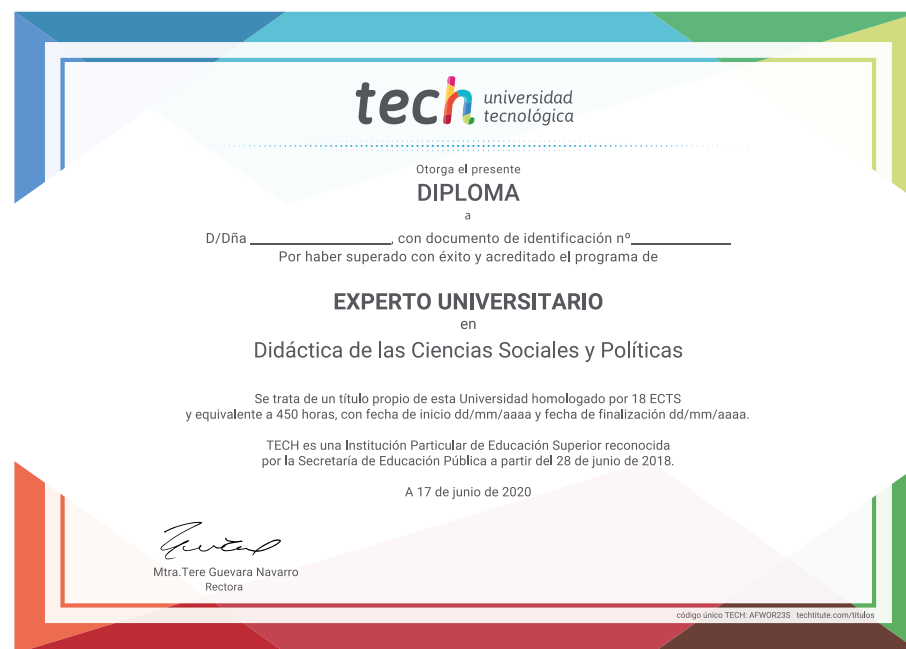 tech universidad
tecnológica
Otorga el presente
DIPLOMA
a
D/Dña ____________________, con documento de identificación nº______________
Por haber superado con éxito y acreditado el programa de
EXPERTO UNIVERSITARIO
en
Didáctica de las Ciencias Sociales y Políticas
Se trata de un título propio de esta Universidad homologado por 18 ECTS
y equivalente a 450 horas, con fecha de inicio dd/mm/aaaa y fecha de finalización dd/mm/aaaa.
TECH es una Institución Particular de Educación Superior reconocida
por la Secretaría de Educación Pública a partir del 28 de junio de 2018.
A 17 de junio de 2020
Mtra.Tere Guevara Navarro
Rectora
código único TECH: AFWOR23S techtitute.com/titulos